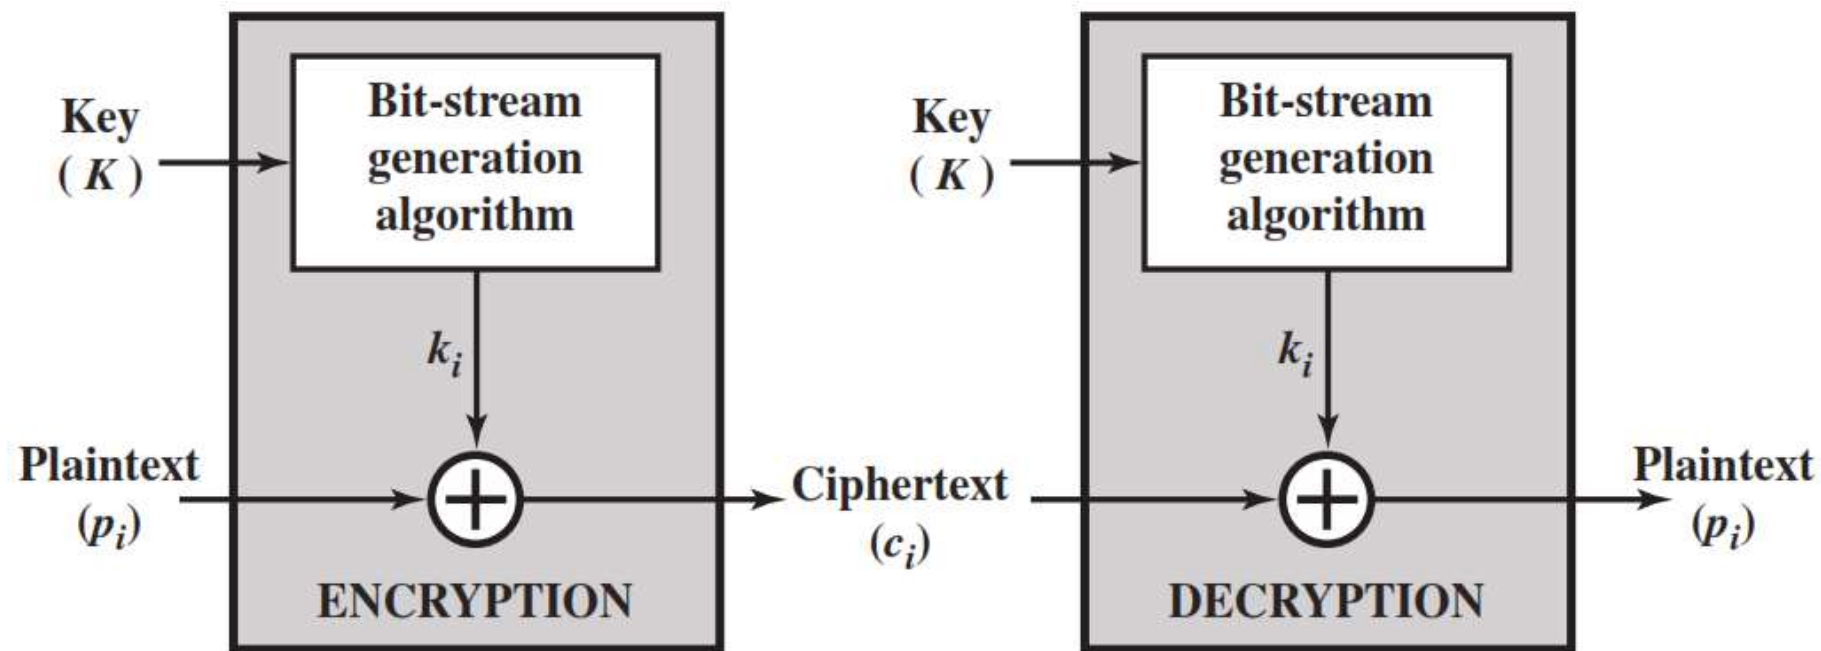 Key
( K )
Bit-stream
generation
algorithm
k_i
Plaintext
(p_i)
ENCRYPTION
Ciphertext
(c_i)
Key
( K )
Bit-stream
generation
algorithm
k_i
DECRYPTION
Plaintext
(p_i)